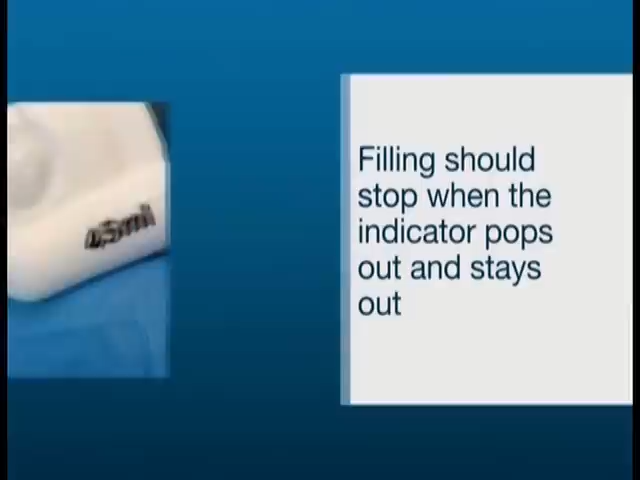 45ml
Filling should
stop when the
indicator pops
out and stays
out